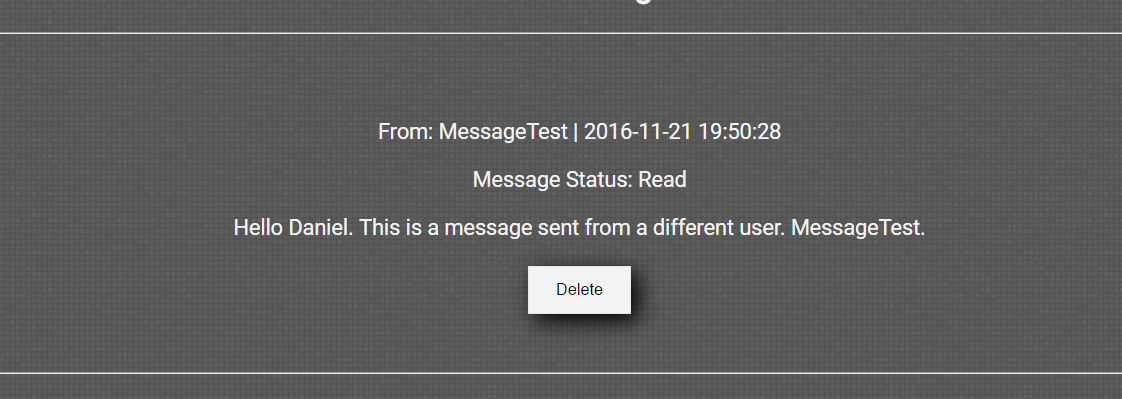 From: MessageTest | 2016-11-21 19:50:28
Message Status: Read
Hello Daniel. This is a message sent from a different user. MessageTest.
Delete